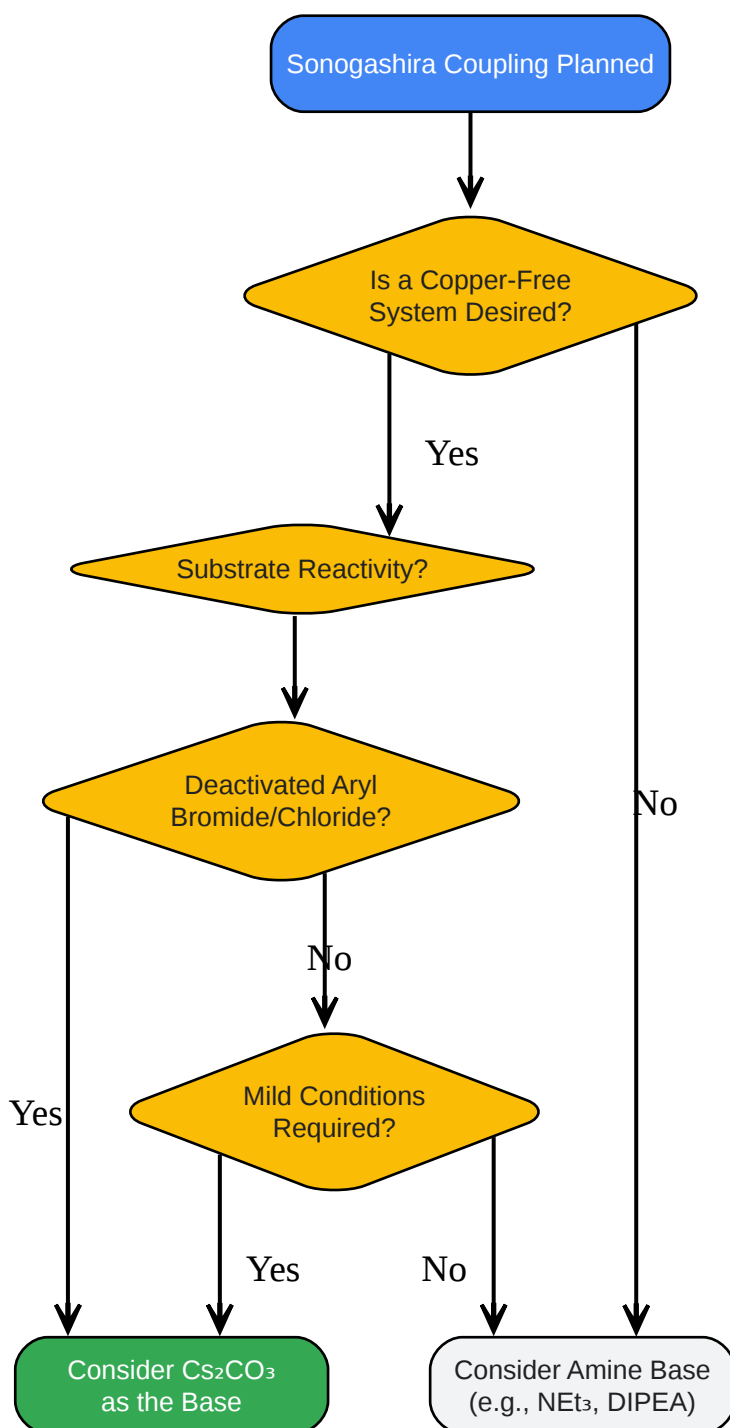 Sonogashira Coupling Planned
Is a Copper-Free
System Desired?
Yes
Substrate Reactivity?
Deactivated Aryl
Bromide/Chloride?
No
No
Mild Conditions
Required?
Yes
Yes
No
Consider Cs₂CO₃
as the Base
Consider Amine Base
(e.g., NEt₃, DIPEA)